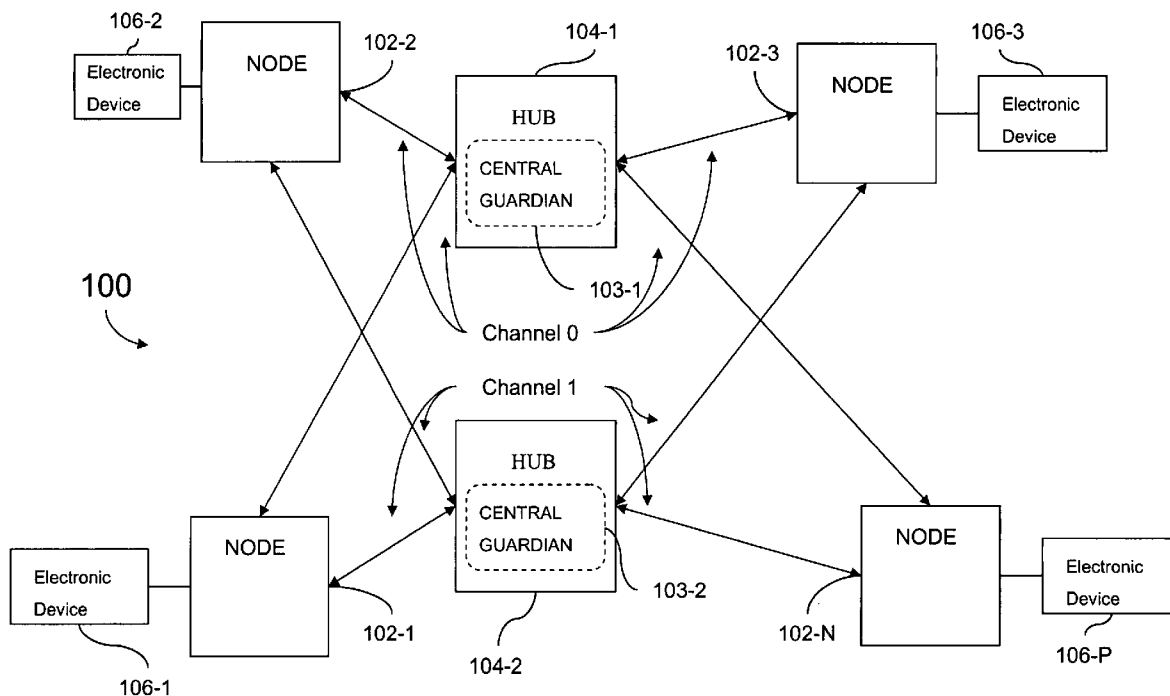 106-2
Electronic
Device
NODE
102-2
104-1
HUB
CENTRAL
GUARDIAN
103-1
102-3
NODE
106-3
Electronic
Device
100
Channel 0
Channel 1
Electronic
Device
106-1
NODE
102-1
HUB
CENTRAL
GUARDIAN
103-2
104-2
102-N
NODE
Electronic
Device
106-P